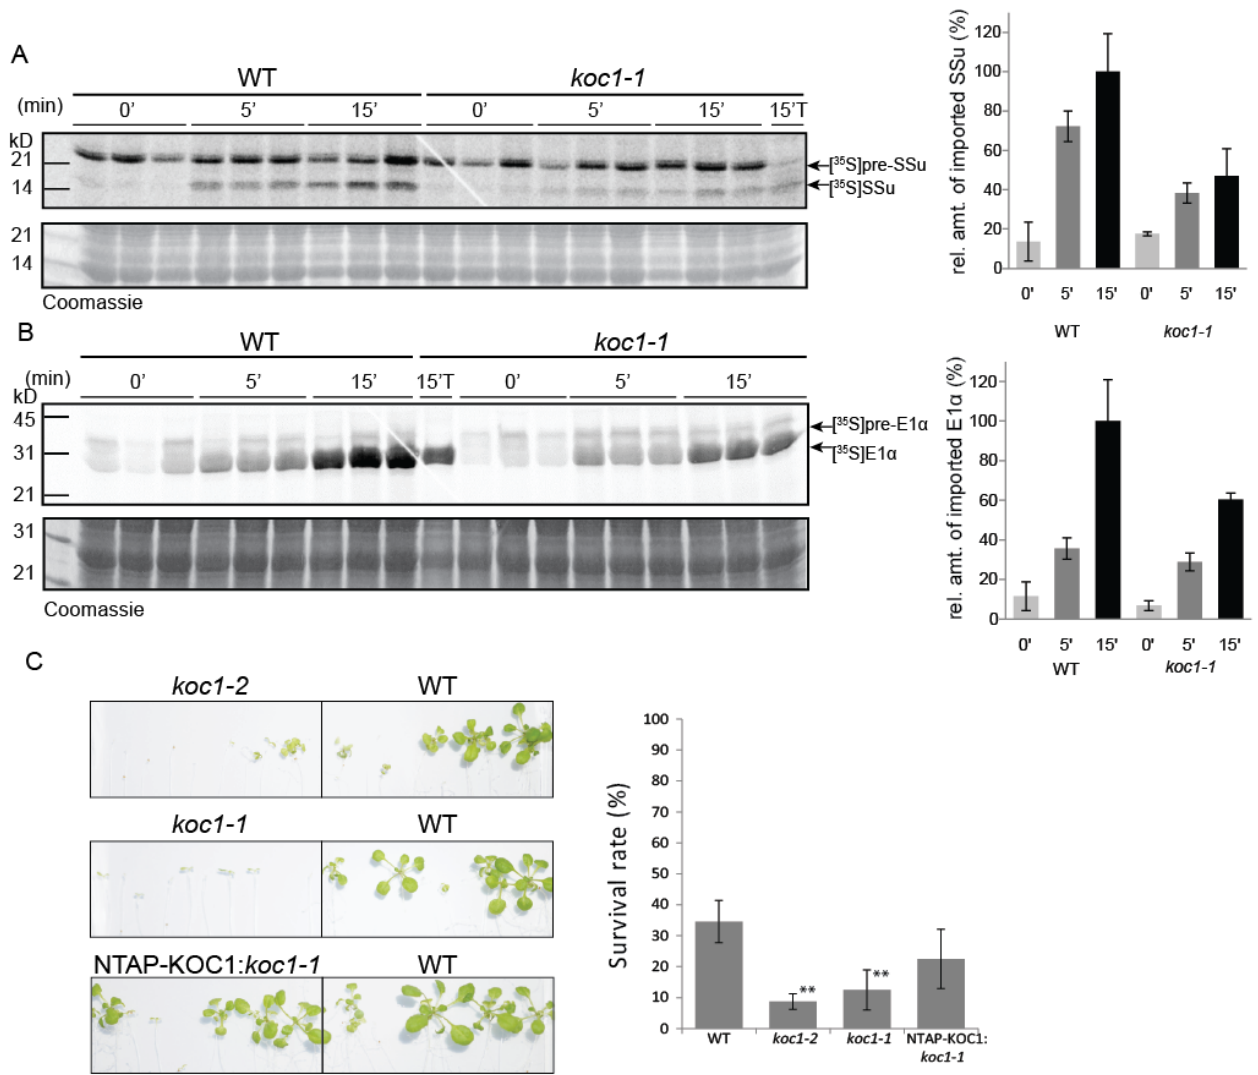 A
WT koc1-1
(min) 0' 5' 15' 0' 5' 15' 15'T
kD
21
14
[³⁵S]pre-SSu
[³⁵S]SSu
21
14
Coomassie
rel. amt. of imported SSu (%)
120
100
80
60
40
20
0
0' 5' 15' 0' 5' 15'
WT koc1-1
B
WT koc1-1
(min) 0' 5' 15' 15'T 0' 5' 15'
kD
45
31
21
[³⁵S]pre-E1α
[³⁵S]E1α
31
21
Coomassie
rel. amt. of imported E1α (%)
120
100
80
60
40
20
0
0' 5' 15' 0' 5' 15'
WT koc1-1
C
koc1-2 WT
koc1-1 WT
NTAP-KOC1:koc1-1 WT
Survival rate (%)
100
90
80
70
60
50
40
30
20
10
0
** **
WT koc1-2 koc1-1 NTAP-KOC1:
koc1-1